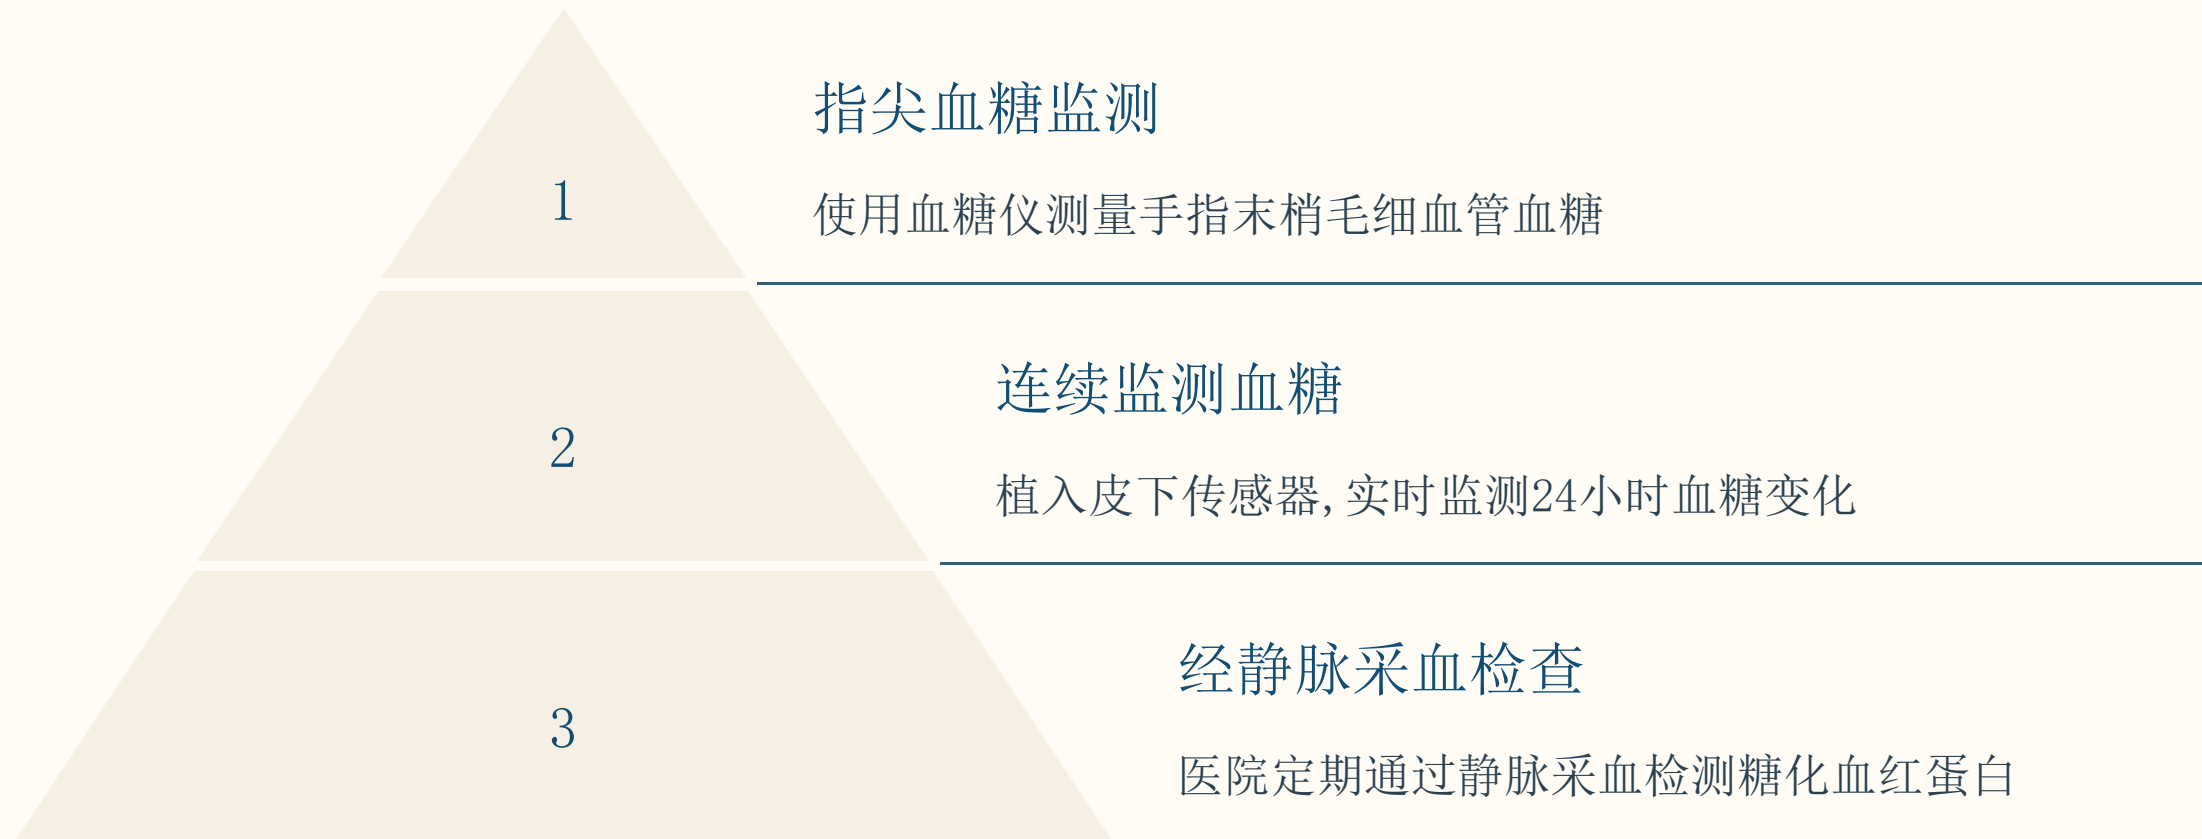 1
指尖血糖监测
使用血糖仪测量手指末梢毛细血管血糖
2
连续监测血糖
植入皮下传感器,实时监测24小时血糖变化
3
经静脉采血检查
医院定期通过静脉采血检测糖化血红蛋白